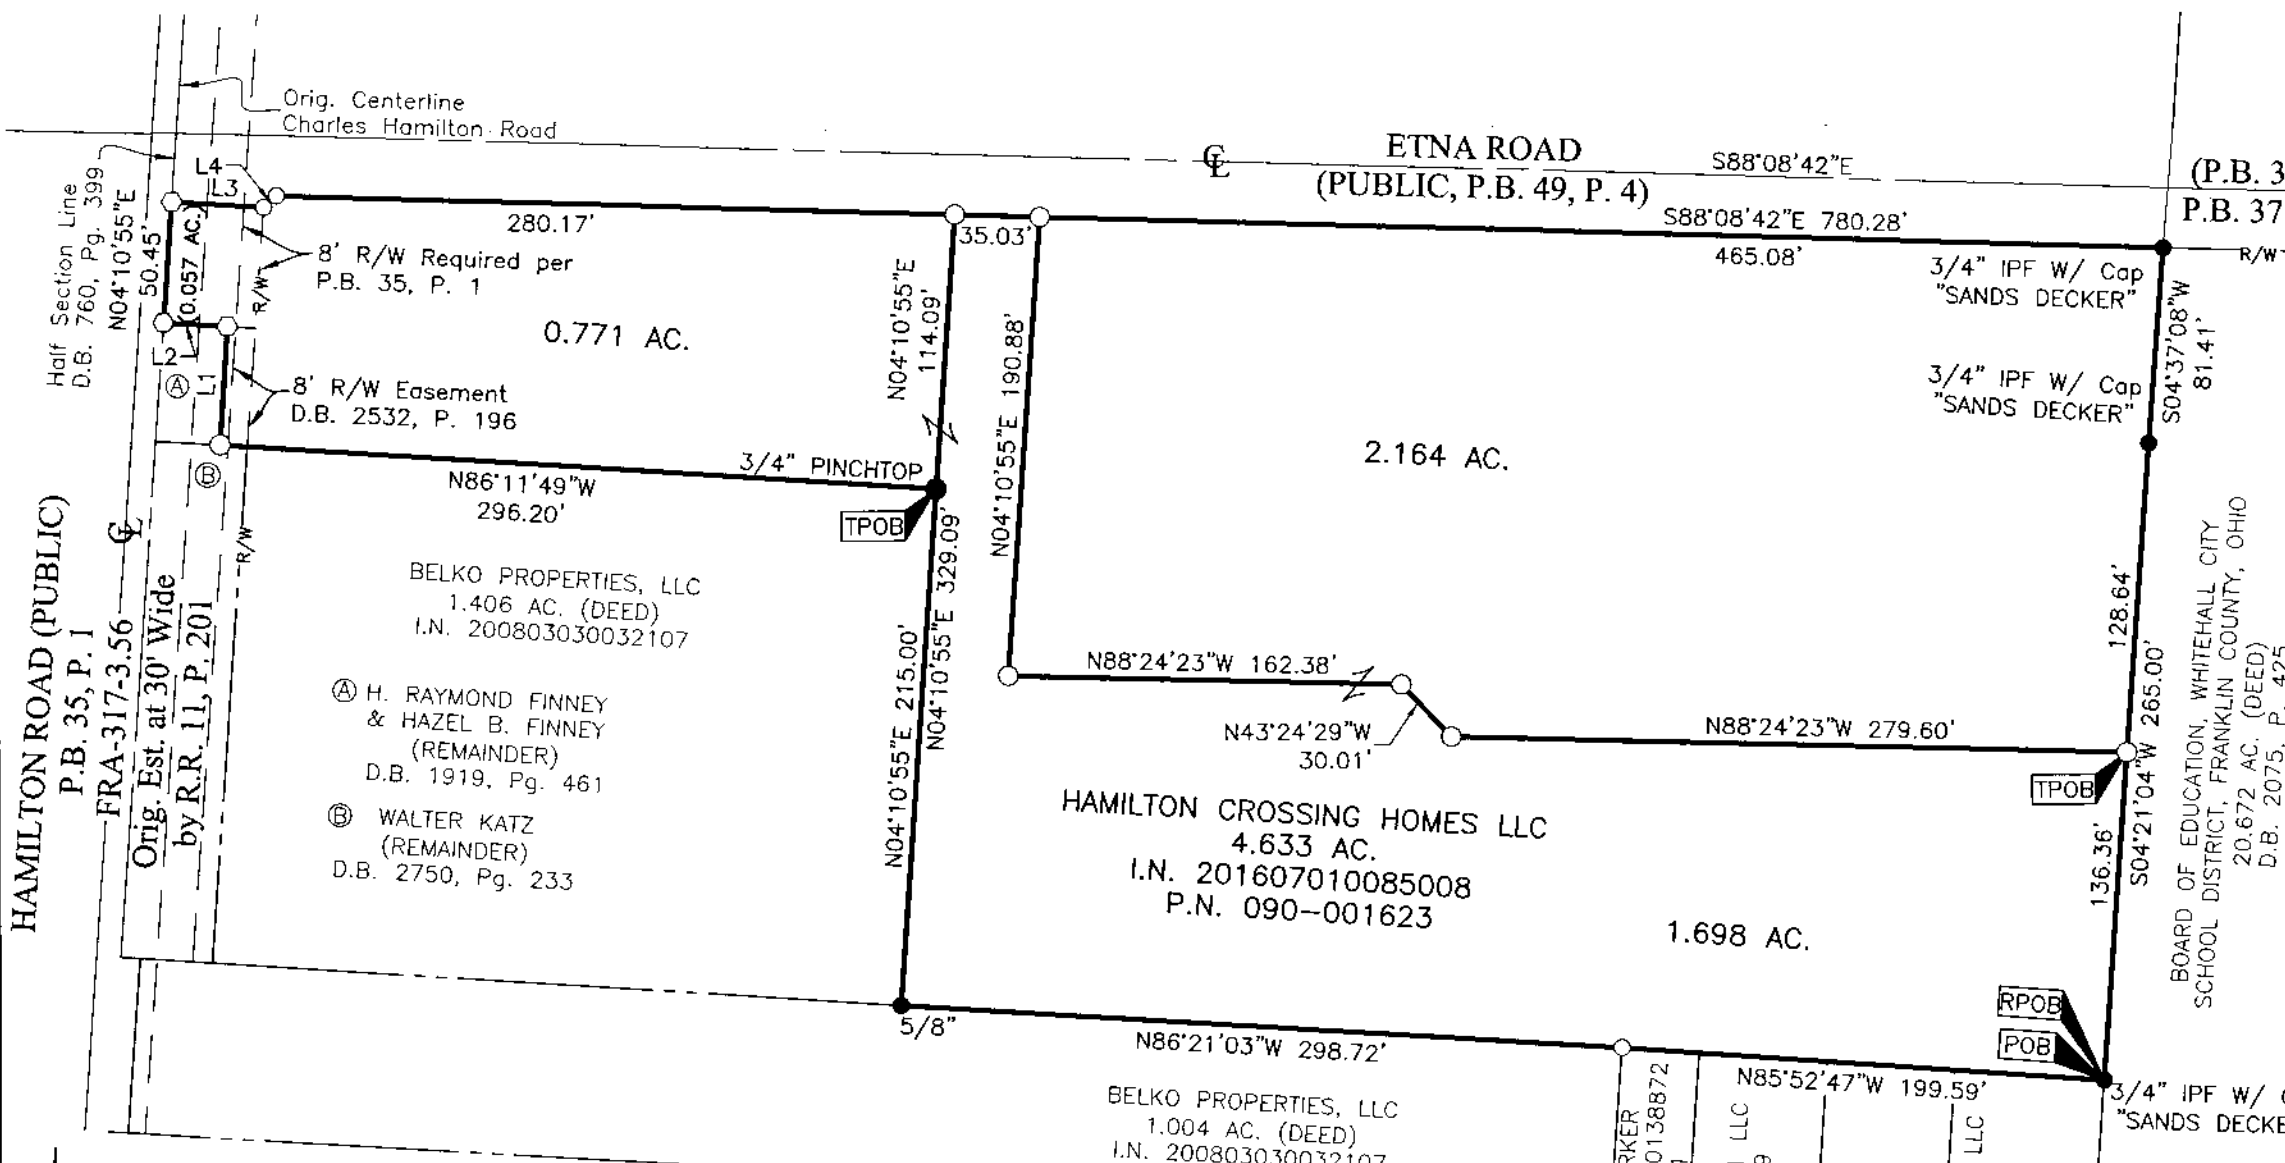 Orig. Centerline
Charles Hamilton Road
Half Section Line
D.B. 760, Pg. 399
N04°10'55"E
50.45'
(0.057 AC.)
L4
L3
L2
L1
Ⓐ
Ⓑ
280.17'
8' R/W Required per
P.B. 35, P. 1
R/W
0.771 AC.
8' R/W Easement
D.B. 2532, P. 196
N86°11'49"W
296.20'
3/4" PINCHTOP
TPOB
R/W
℄
ETNA ROAD
(PUBLIC, P.B. 49, P. 4)
S88°08'42"E
(P.B. 3
P.B. 37
R/W
35.03'
S88°08'42"E 780.28'
465.08'
3/4" IPF W/ Cap
"SANDS DECKER"
3/4" IPF W/ Cap
"SANDS DECKER"
S04°37'08"W
81.41'
N04°10'55"E
114.09'
N04°10'55"E 190.88'
2.164 AC.
N04°10'55"E 329.09'
N04°10'55"E 215.00'
N88°24'23"W 162.38'
N43°24'29"W
30.01'
N88°24'23"W 279.60'
128.64'
S04°21'04"W 265.00'
136.36'
TPOB
BOARD OF EDUCATION, WHITEHALL CITY
SCHOOL DISTRICT, FRANKLIN COUNTY, OHIO
20.672 AC. (DEED)
D.B. 2075, P. 425
HAMILTON ROAD (PUBLIC)
P.B. 35, P. 1
FRA-317-3.56
℄
Orig. Est. at 30' Wide
by R.R. 11, P. 201
BELKO PROPERTIES, LLC
1.406 AC. (DEED)
I.N. 200803030032107
Ⓐ H. RAYMOND FINNEY
& HAZEL B. FINNEY
(REMAINDER)
D.B. 1919, Pg. 461
Ⓑ WALTER KATZ
(REMAINDER)
D.B. 2750, Pg. 233
HAMILTON CROSSING HOMES LLC
4.633 AC.
I.N. 201607010085008
P.N. 090-001623
1.698 AC.
RPOB
POB
5/8"
N86°21'03"W 298.72'
N85°52'47"W 199.59'
3/4" IPF W/
"SANDS DECKE
BELKO PROPERTIES, LLC
1.004 AC. (DEED)
I.N. 200803030032107
RKER
0138872
LLC
LLC